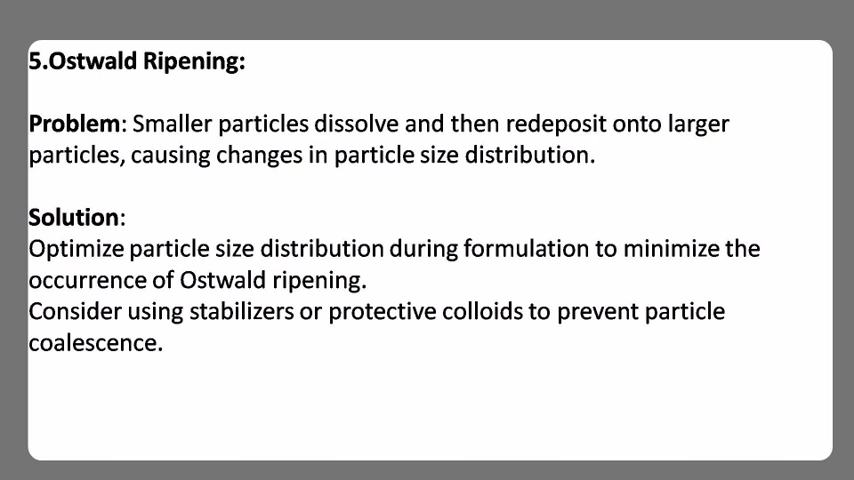 5.Ostwald Ripening:
Problem: Smaller particles dissolve and then redeposit onto larger
particles, causing changes in particle size distribution.
Solution:
Optimize particle size distribution during formulation to minimize the
occurrence of Ostwald ripening.
Consider using stabilizers or protective colloids to prevent particle
coalescence.